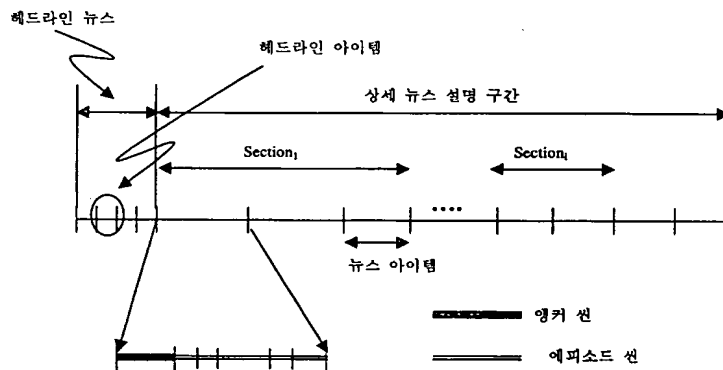 헤드라인 뉴스
헤드라인 아이템
상세 뉴스 설명 구간
Section₁
Sectionᵢ
....
뉴스 아이템
앵커 씬
에피소드 씬